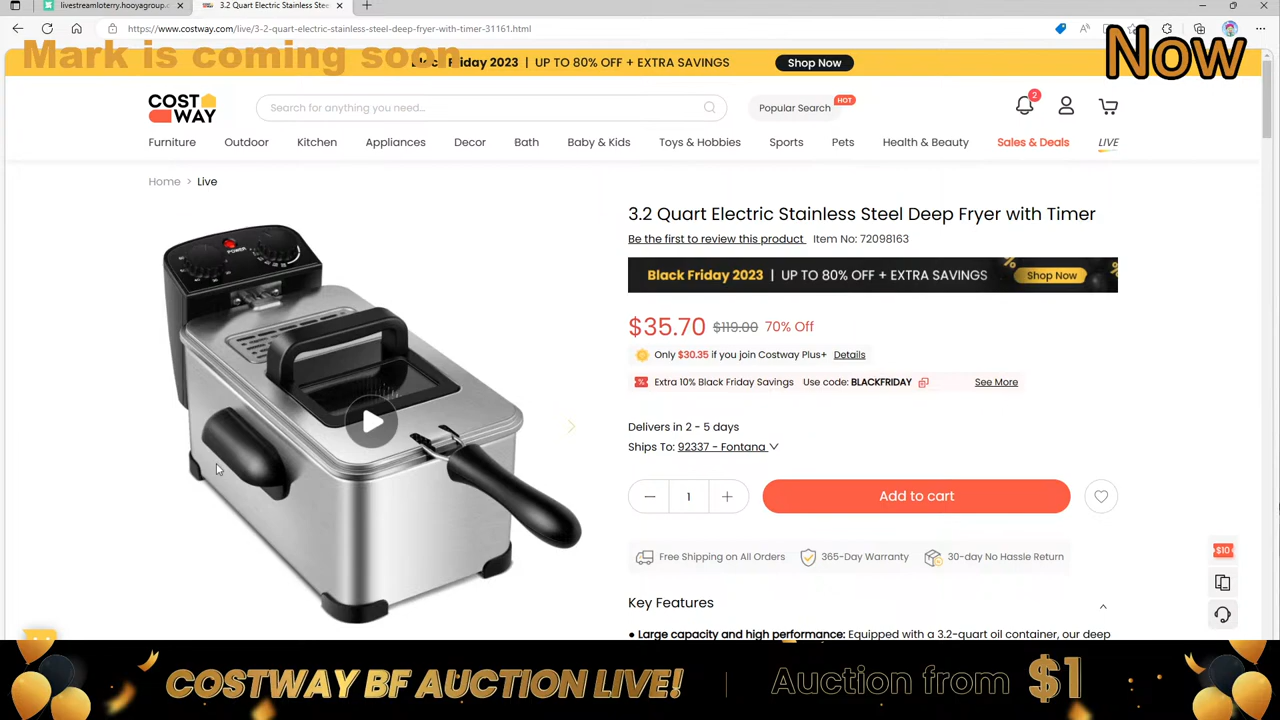 livestreamloterry.hooyagroup.c
3.2 Quart Electric Stainless Stee
https://www.costway.com/live/3-2-quart-electric-stainless-steel-deep-fryer-with-timer-31161.html
Mark is coming soon
Now
Friday 2023 | UP TO 80% OFF + EXTRA SAVINGS
Shop Now
COST WAY
Search for anything you need...
Popular Search
HOT
2
Furniture
Outdoor
Kitchen
Appliances
Decor
Bath
Baby & Kids
Toys & Hobbies
Sports
Pets
Health & Beauty
Sales & Deals
LIVE
Home > Live
3.2 Quart Electric Stainless Steel Deep Fryer with Timer
Be the first to review this product Item No: 72098163
Black Friday 2023 | UP TO 80% OFF + EXTRA SAVINGS
Shop Now
POWER
$35.70 $119.00 70% Off
Only $30.35 if you join Costway Plus+ Details
Extra 10% Black Friday Savings Use code: BLACKFRIDAY See More
Delivers in 2 - 5 days
Ships To: 92337 - Fontana
1
Add to cart
Free Shipping on All Orders
365-Day Warranty
30-day No Hassle Return
$10
Key Features
● Large capacity and high performance: Equipped with a 3.2-quart oil container, our deep
COSTWAY BF AUCTION LIVE!
Auction from $1